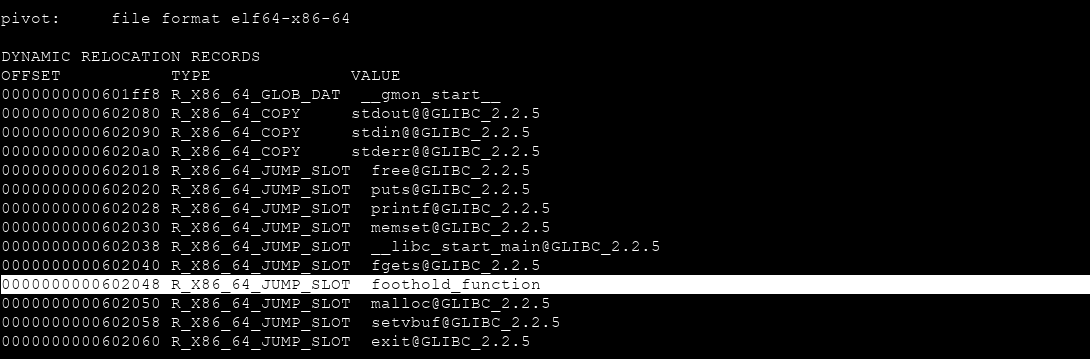 pivot:     file format elf64-x86-64
DYNAMIC RELOCATION RECORDS
OFFSET           TYPE              VALUE
0000000000601ff8 R_X86_64_GLOB_DAT  __gmon_start__
0000000000602080 R_X86_64_COPY     stdout@@GLIBC_2.2.5
0000000000602090 R_X86_64_COPY     stdin@@GLIBC_2.2.5
00000000006020a0 R_X86_64_COPY     stderr@@GLIBC_2.2.5
0000000000602018 R_X86_64_JUMP_SLOT  free@GLIBC_2.2.5
0000000000602020 R_X86_64_JUMP_SLOT  puts@GLIBC_2.2.5
0000000000602028 R_X86_64_JUMP_SLOT  printf@GLIBC_2.2.5
0000000000602030 R_X86_64_JUMP_SLOT  memset@GLIBC_2.2.5
0000000000602038 R_X86_64_JUMP_SLOT  __libc_start_main@GLIBC_2.2.5
0000000000602040 R_X86_64_JUMP_SLOT  fgets@GLIBC_2.2.5
0000000000602048 R_X86_64_JUMP_SLOT  foothold_function
0000000000602050 R_X86_64_JUMP_SLOT  malloc@GLIBC_2.2.5
0000000000602058 R_X86_64_JUMP_SLOT  setvbuf@GLIBC_2.2.5
0000000000602060 R_X86_64_JUMP_SLOT  exit@GLIBC_2.2.5